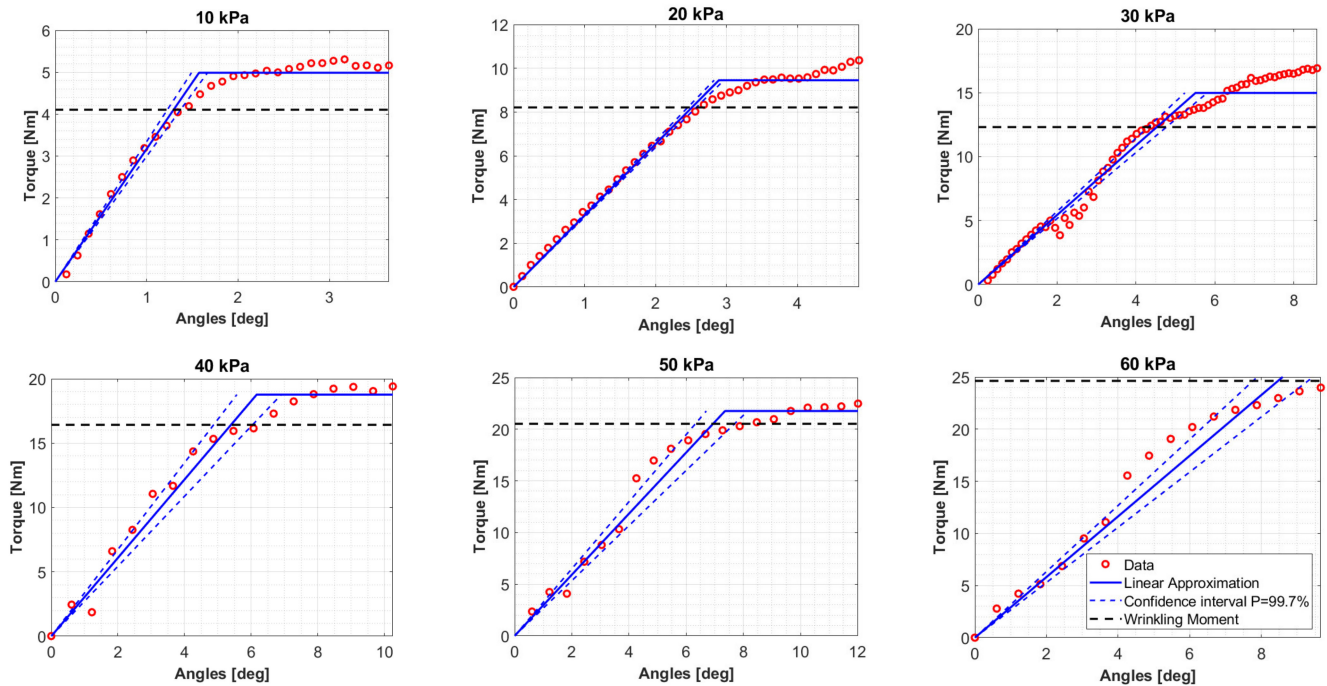 10 kPa
Torque [Nm]
6
5
4
3
2
1
0
0 1 2 3
Angles [deg]
20 kPa
Torque [Nm]
12
10
8
6
4
2
0
0 1 2 3 4
Angles [deg]
30 kPa
Torque [Nm]
20
15
10
5
0
0 2 4 6 8
Angles [deg]
40 kPa
Torque [Nm]
20
15
10
5
0
0 2 4 6 8 10
Angles [deg]
50 kPa
Torque [Nm]
25
20
15
10
5
0
0 2 4 6 8 10 12
Angles [deg]
60 kPa
Torque [Nm]
25
20
15
10
5
0
0 2 4 6 8
Angles [deg]
Data
Linear Approximation
Confidence interval P=99.7%
Wrinkling Moment